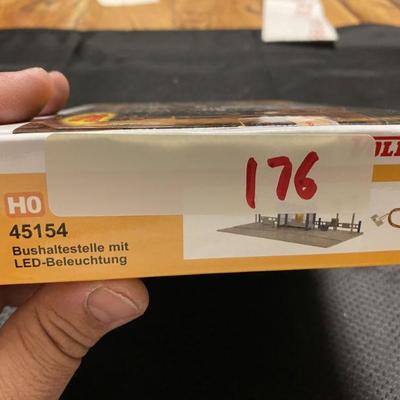 176
H0
45154
Bushaltestelle mit
LED-Beleuchtung